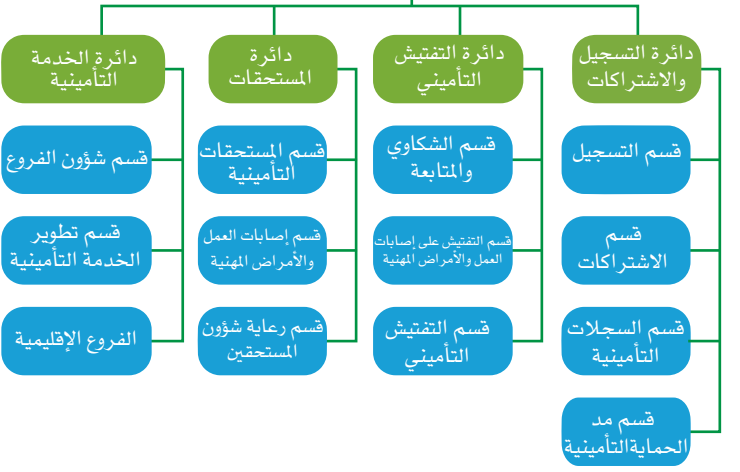 دائرة التسجيل
والاشتراكات
قسم التسجيل
قسم
الاشتراكات
قسم السجلات
التأمينية
قسم مد
الحمايةالتأمينية
دائرة التفتيش
التأميني
قسم الشكاوي
والمتابعة
قسم التفتيش على إصابات
العمل والأمراض المهنية
قسم التفتيش
التأميني
دائرة
المستحقات
قسم المستحقات
التأمينية
قسم إصابات العمل
والأمراض المهنية
قسم رعاية شؤون
المستحقين
دائرة الخدمة
التأمينية
قسم شؤون الفروع
قسم تطوير
الخدمة التأمينية
الفروع الإقليمية